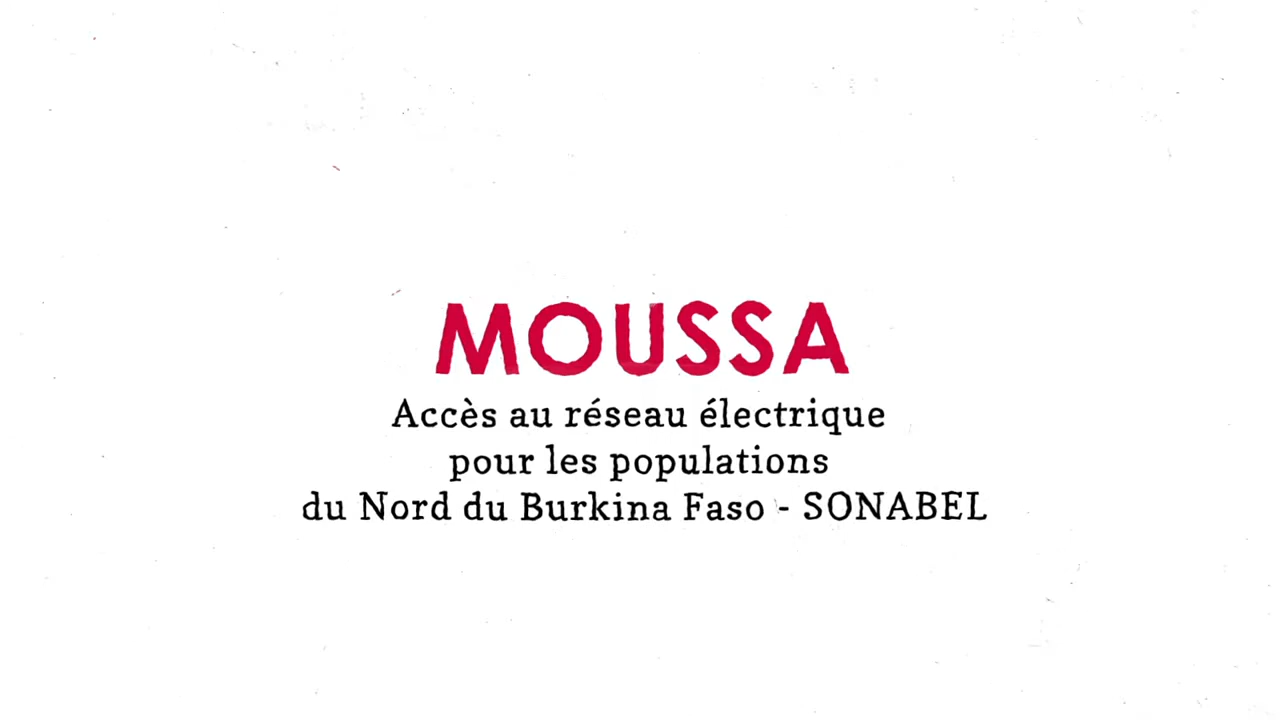 MOUSSA
Accès au réseau électrique
pour les populations
du Nord du Burkina Faso - SONABEL